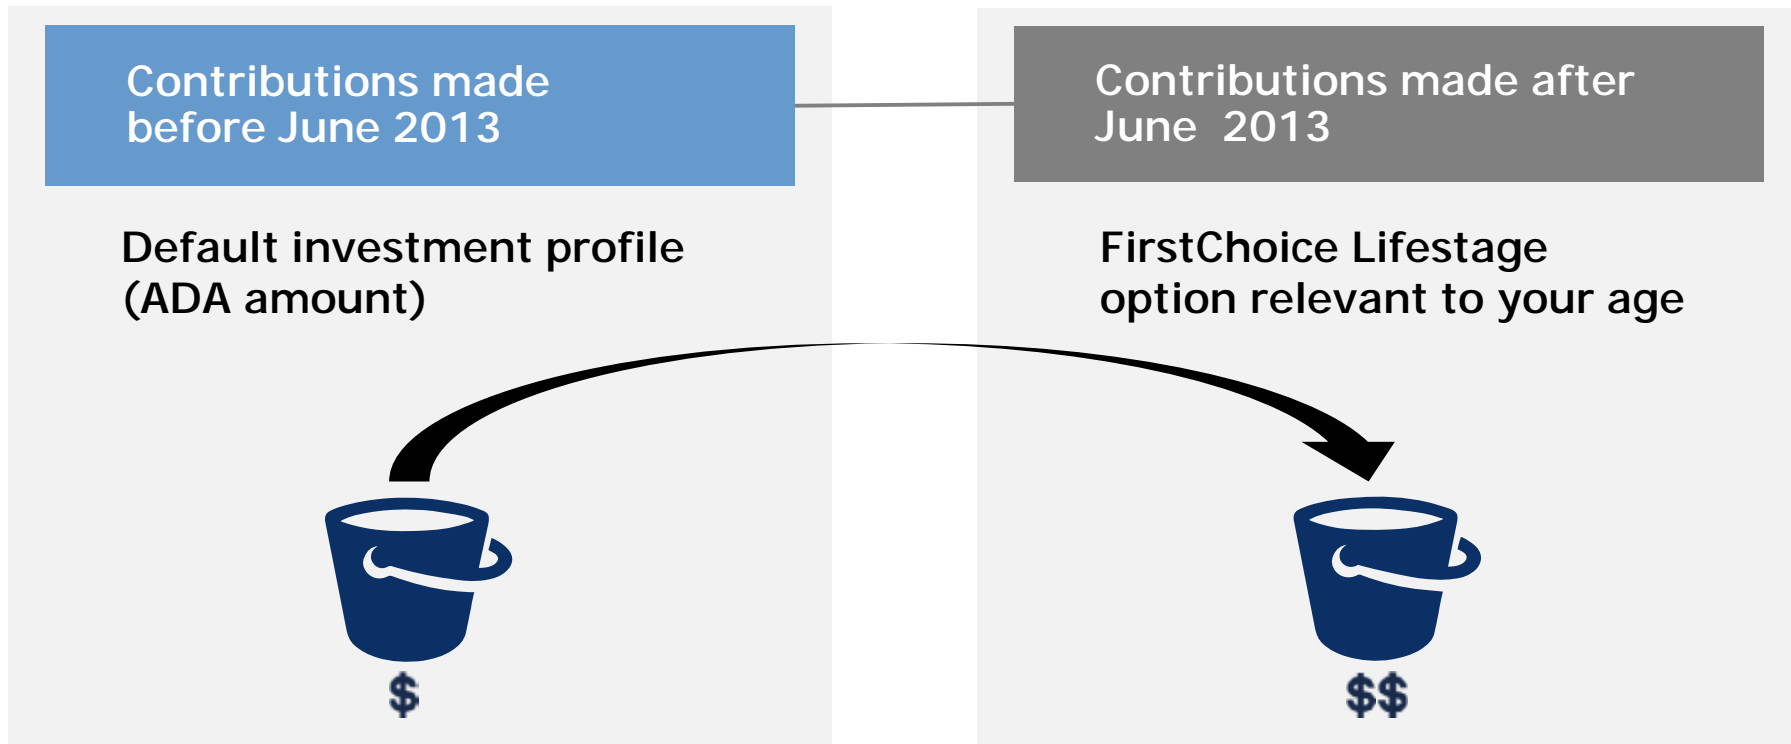 Contributions made
before June 2013
Default investment profile
(ADA amount)
$
Contributions made after
June  2013
FirstChoice Lifestage
option relevant to your age
$$